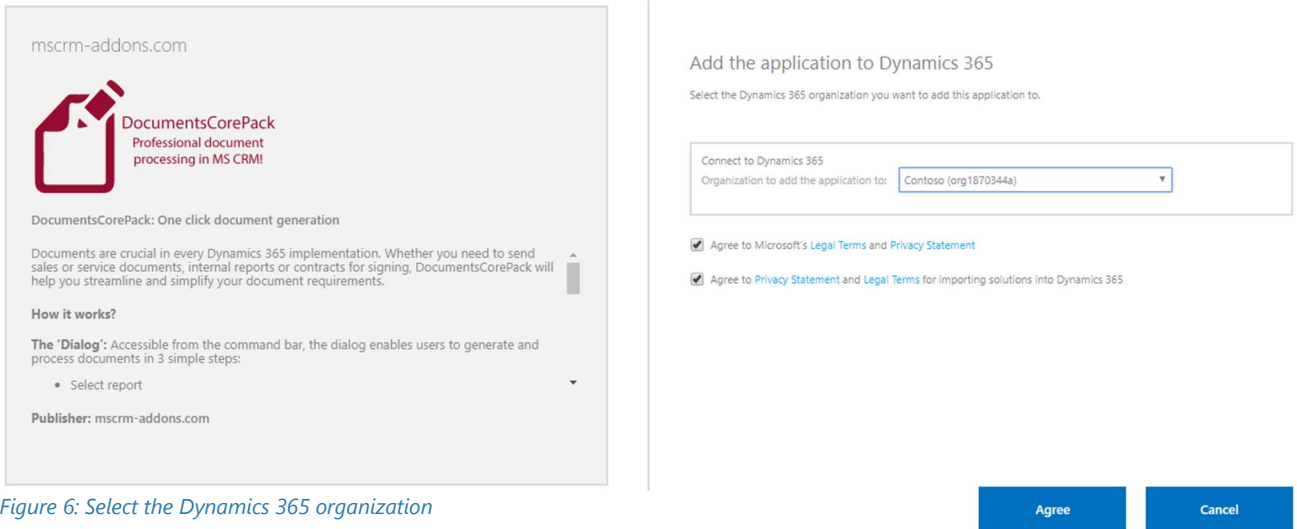 mscrm-addons.com
DocumentsCorePack
Professional document
processing in MS CRM!
DocumentsCorePack: One click document generation
Documents are crucial in every Dynamics 365 implementation. Whether you need to send
sales or service documents, internal reports or contracts for signing, DocumentsCorePack will
help you streamline and simplify your document requirements.
How it works?
The ‘Dialog’: Accessible from the command bar, the dialog enables users to generate and
process documents in 3 simple steps:
• Select report
Publisher: mscrm-addons.com
Figure 6: Select the Dynamics 365 organization
Add the application to Dynamics 365
Select the Dynamics 365 organization you want to add this application to.
Connect to Dynamics 365
Organization to add the application to: Contoso (org1870344a)
Agree to Microsoft's Legal Terms and Privacy Statement
Agree to Privacy Statement and Legal Terms for importing solutions into Dynamics 365
Agree Cancel